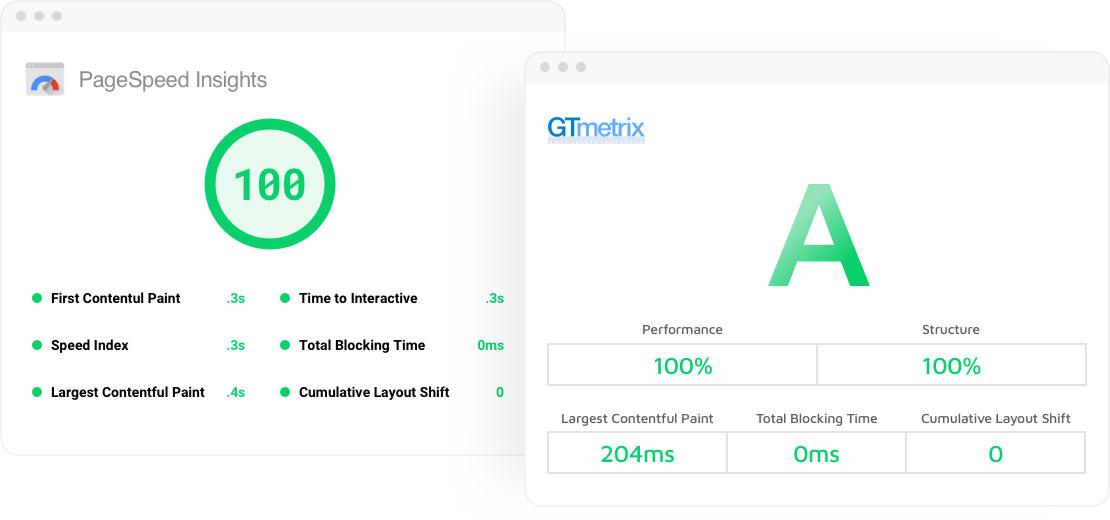 PageSpeed Insights
100
First Contentul Paint .3s
Time to Interactive .3s
Speed Index .3s
Total Blocking Time 0ms
Largest Contentful Paint .4s
Cumulative Layout Shift 0
GTmetrix
A
Performance Structure
100% 100%
Largest Contentful Paint Total Blocking Time Cumulative Layout Shift
204ms 0ms 0